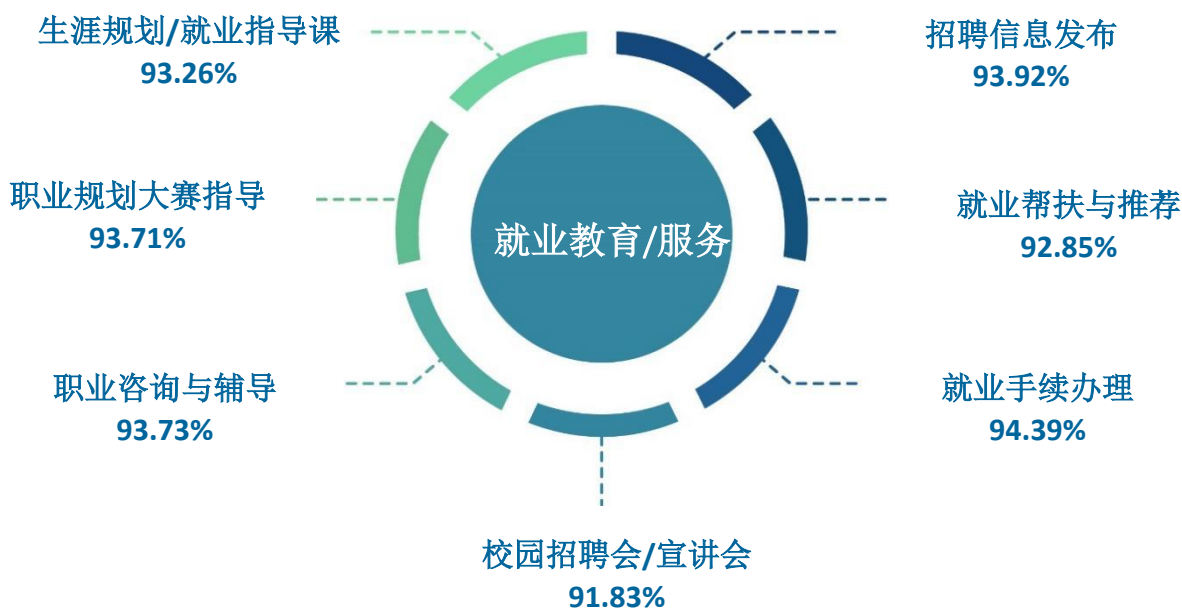 生涯规划/就业指导课
93.26%
招聘信息发布
93.92%
职业规划大赛指导
93.71%
就业帮扶与推荐
92.85%
就业教育/服务
职业咨询与辅导
93.73%
就业手续办理
94.39%
校园招聘会/宣讲会
91.83%